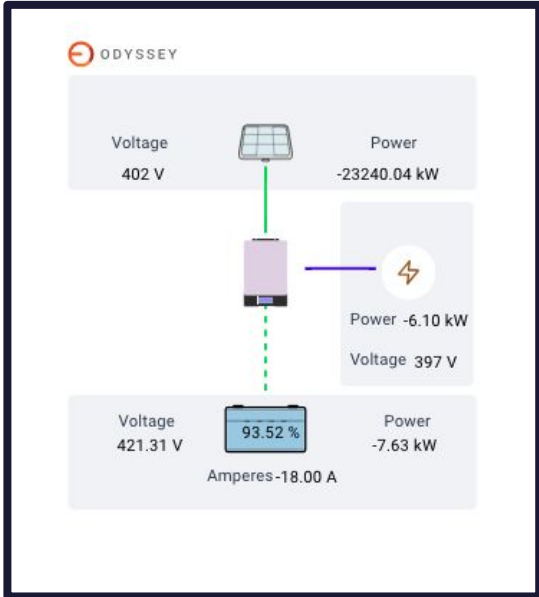 ODYSSEY
Voltage Power
402 V -23240.04 kW
Power -6.10 kW
Voltage 397 V
Voltage 93.52 % Power
421.31 V -7.63 kW
Amperes -18.00 A